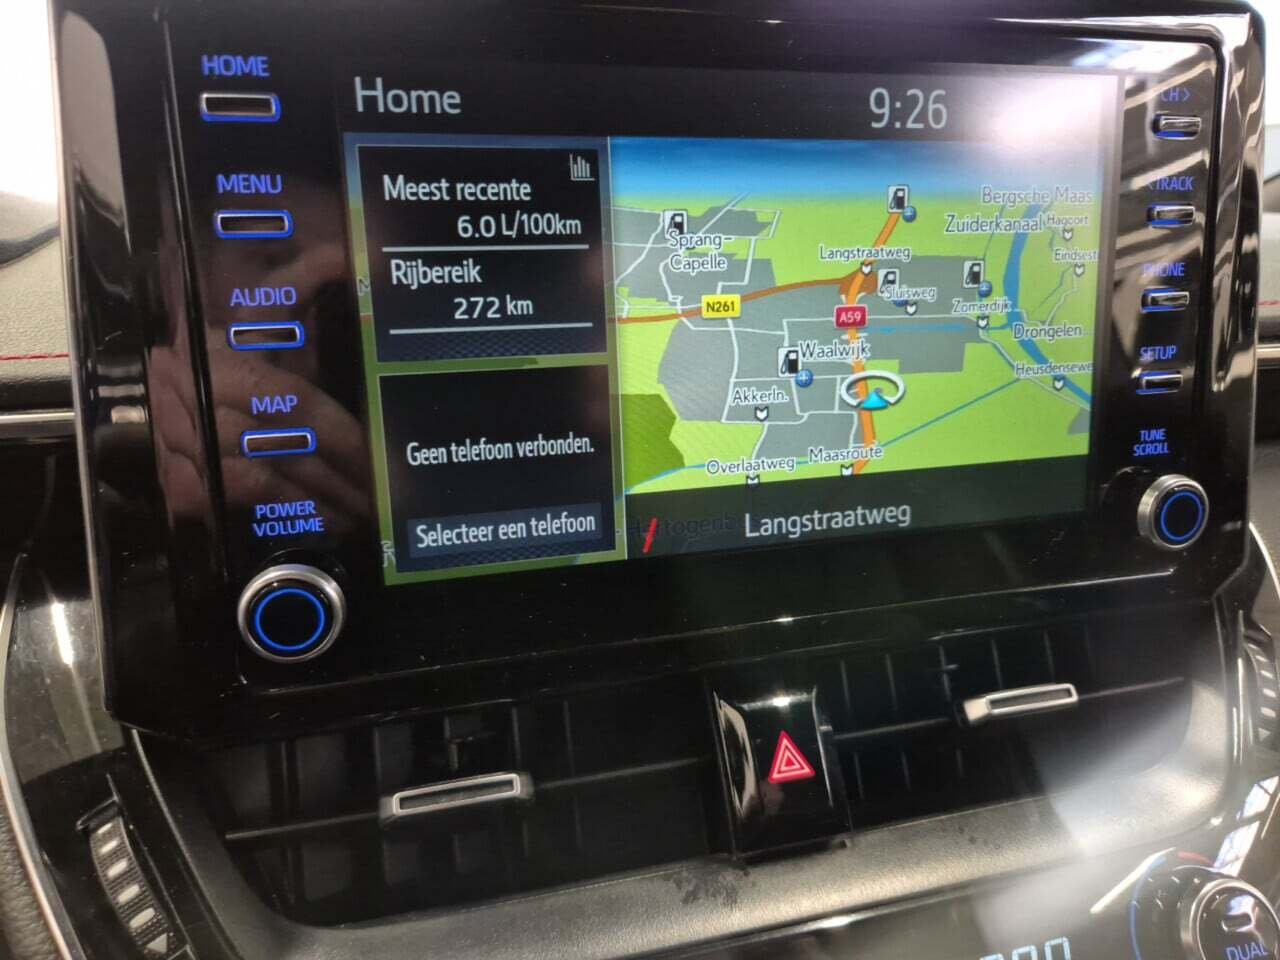 HOME
MENU
AUDIO
MAP
POWER
VOLUME
Home
9:26
Meest recente
6.0 L/100km
Rijbereik
272 km
Geen telefoon verbonden.
Selecteer een telefoon
Bergsche Maas
Zuiderkanaal
Hagoort
Sprang-
Capelle
Langstraatweg
Sluisweg
Zomerdijk
N261
A59
Drongelen
Waalwijk
Akkerln.
Overlaatweg
Maasroute
Langstraatweg
CH>
TRACK
PHONE
SETUP
TUNE
SCROLL
DUAL